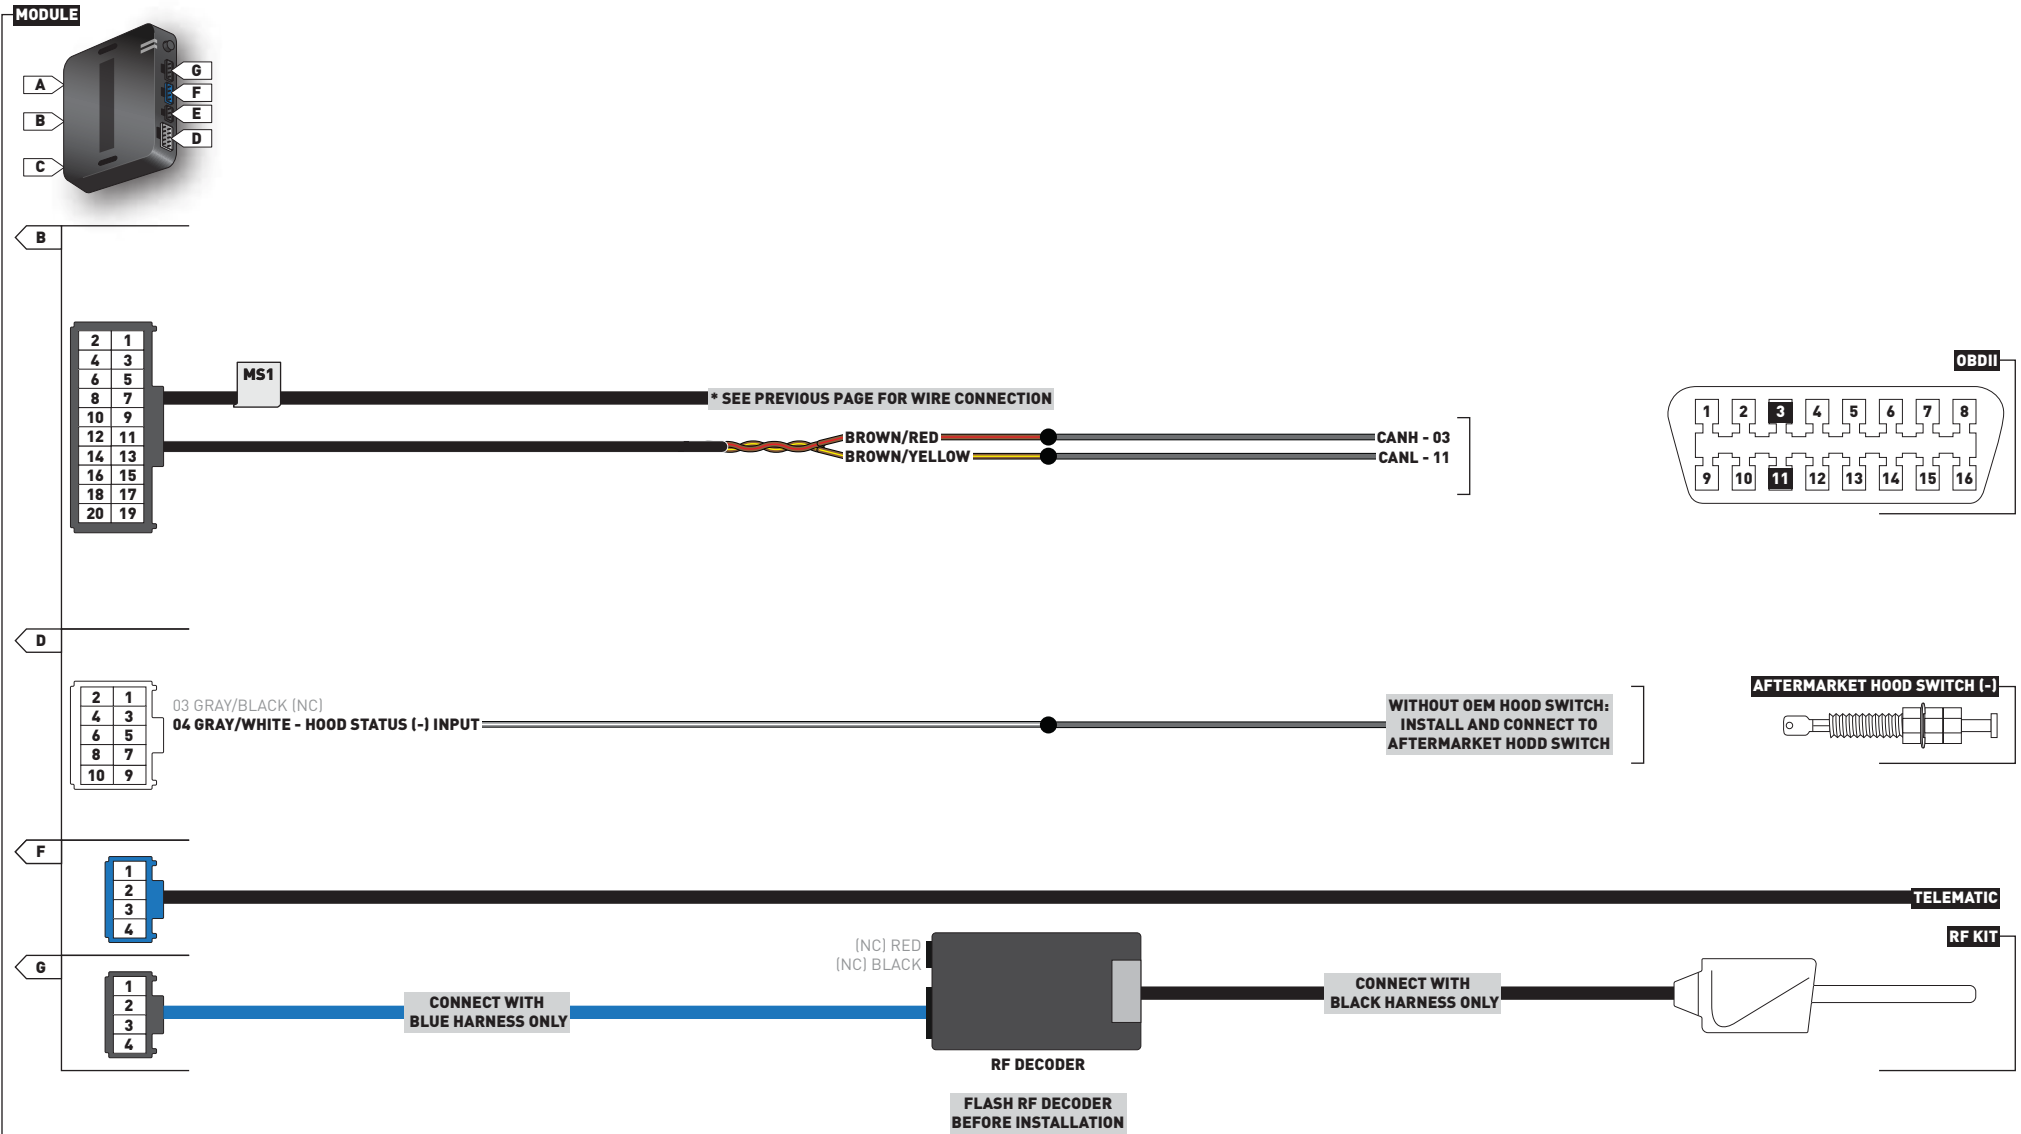 MODULE
A
B
C
G
F
E
D
B
2 1
4 3
6 5
8 7
10 9
12 11
14 13
16 15
18 17
20 19
MS1
* SEE PREVIOUS PAGE FOR WIRE CONNECTION
BROWN/RED
BROWN/YELLOW
CANH - 03
CANL - 11
OBDII
1 2 3 4 5 6 7 8
9 10 11 12 13 14 15 16
D
2 1
4 3
6 5
8 7
10 9
03 GRAY/BLACK (NC)
04 GRAY/WHITE - HOOD STATUS (-) INPUT
WITHOUT OEM HOOD SWITCH:
INSTALL AND CONNECT TO
AFTERMARKET HODD SWITCH
AFTERMARKET HOOD SWITCH (-)
F
1
2
3
4
TELEMATIC
G
1
2
3
4
CONNECT WITH
BLUE HARNESS ONLY
(NC) RED
(NC) BLACK
RF DECODER
FLASH RF DECODER
BEFORE INSTALLATION
CONNECT WITH
BLACK HARNESS ONLY
RF KIT